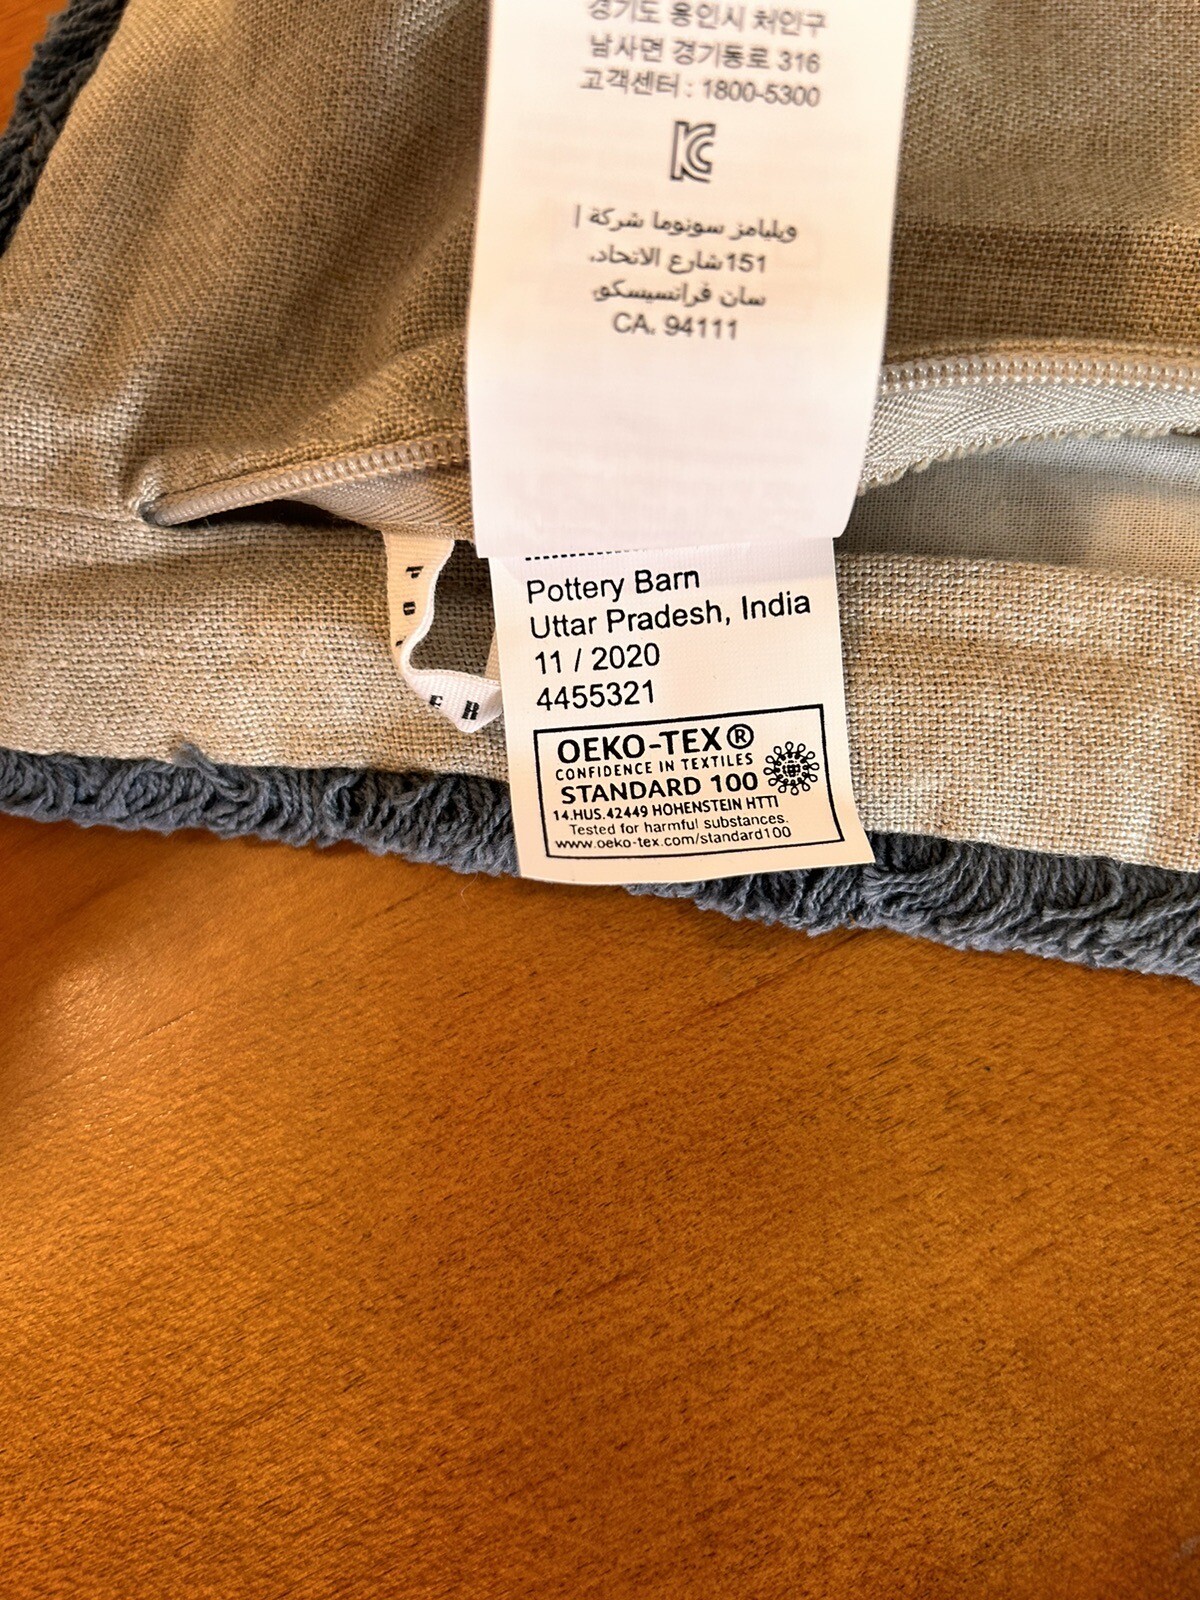 경기도 용인시 처인구
남사면 경기동로 316
고객센터 : 1800-5300
KC
ويليامز سونوما شركة |
151شارع الاتحاد،
سان فرانسيسكو،
CA. 94111
Pottery Barn
Uttar Pradesh, India
11 / 2020
4455321
OEKO-TEX®
CONFIDENCE IN TEXTILES
STANDARD 100
14.HUS.42449 HOHENSTEIN HTTI
Tested for harmful substances.
www.oeko-tex.com/standard100
P O
E R